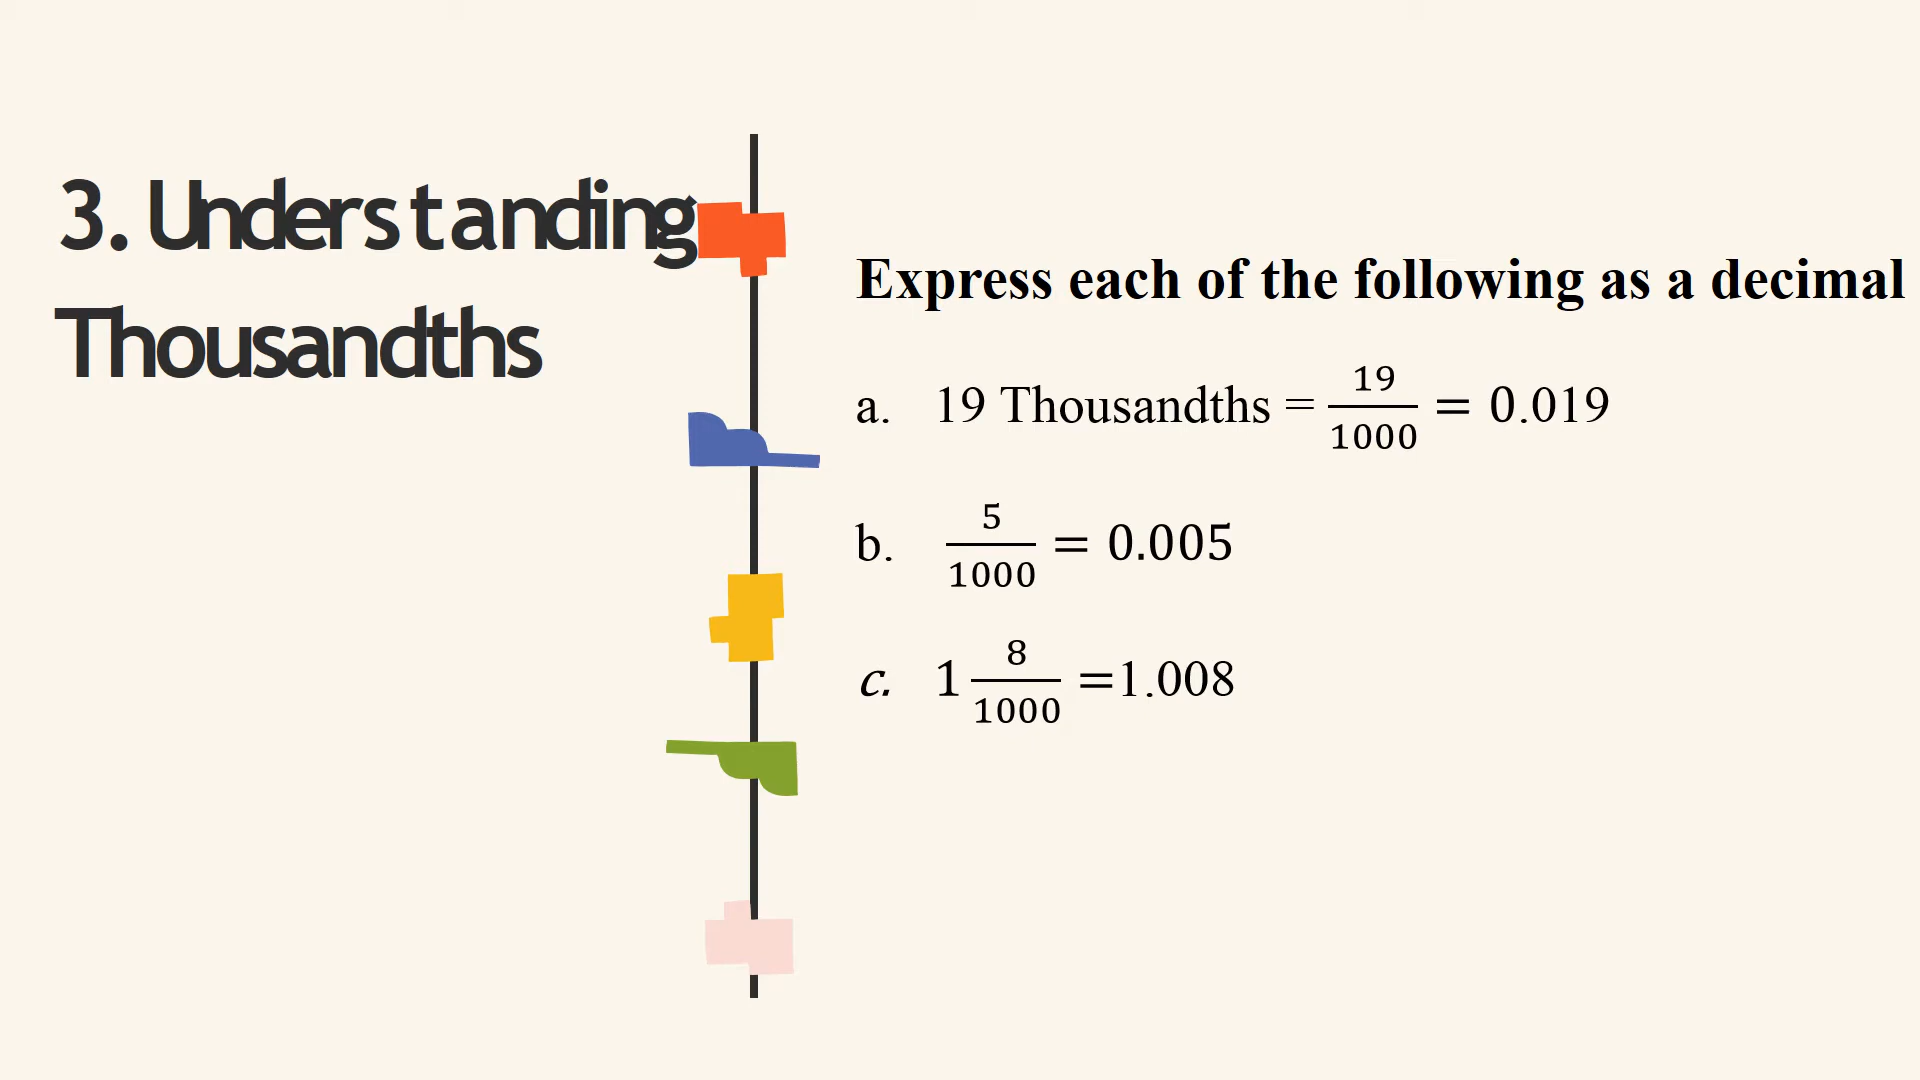 3. Understanding
Thousandths
Express each of the following as a decimal
a. 19 Thousandths = 19/1000 = 0.019
b. 5/1000 = 0.005
c. 1 8/1000 =1.008